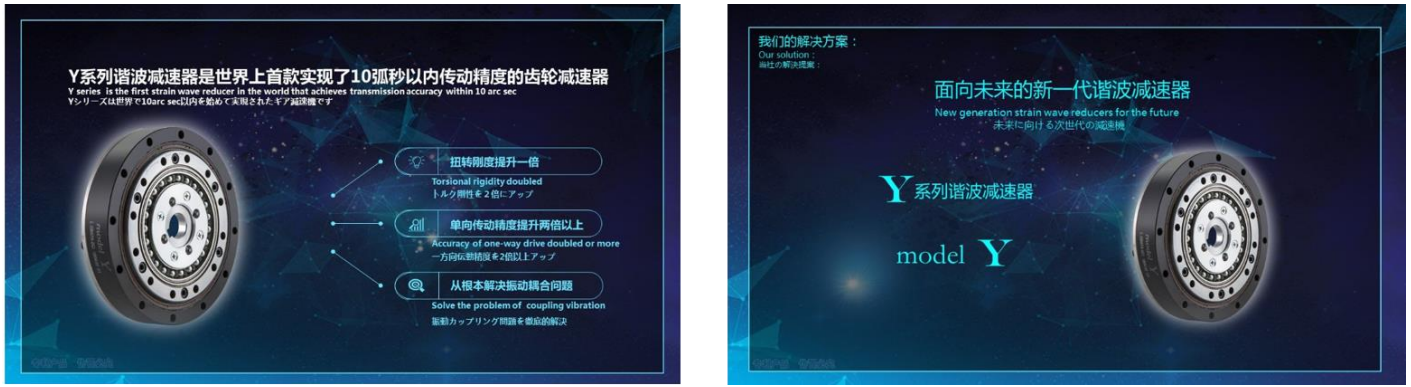 Y系列谐波减速器是世界上首款实现了10弧秒以内传动精度的齿轮减速器
Y series is the first strain wave reducer in the world that achieves transmission accuracy within 10 arc sec
Yシリーズは世界で10arc sec以内を始めて実現されたギア減速機です
扭转刚度提升一倍
Torsional rigidity doubled
トルク剛性を２倍にアップ
单向传动精度提升两倍以上
Accuracy of one-way drive doubled or more
一方向伝動精度を2倍以上アップ
从根本解决振动耦合问题
Solve the problem of coupling vibration
振動カップリング問題を徹底的解決
model Y
我们的解决方案：
Our solution：
当社の解決提案：
面向未来的新一代谐波减速器
New generation strain wave reducers for the future
未来に向ける次世代の減速機
Y系列谐波减速器
model Y
model Y